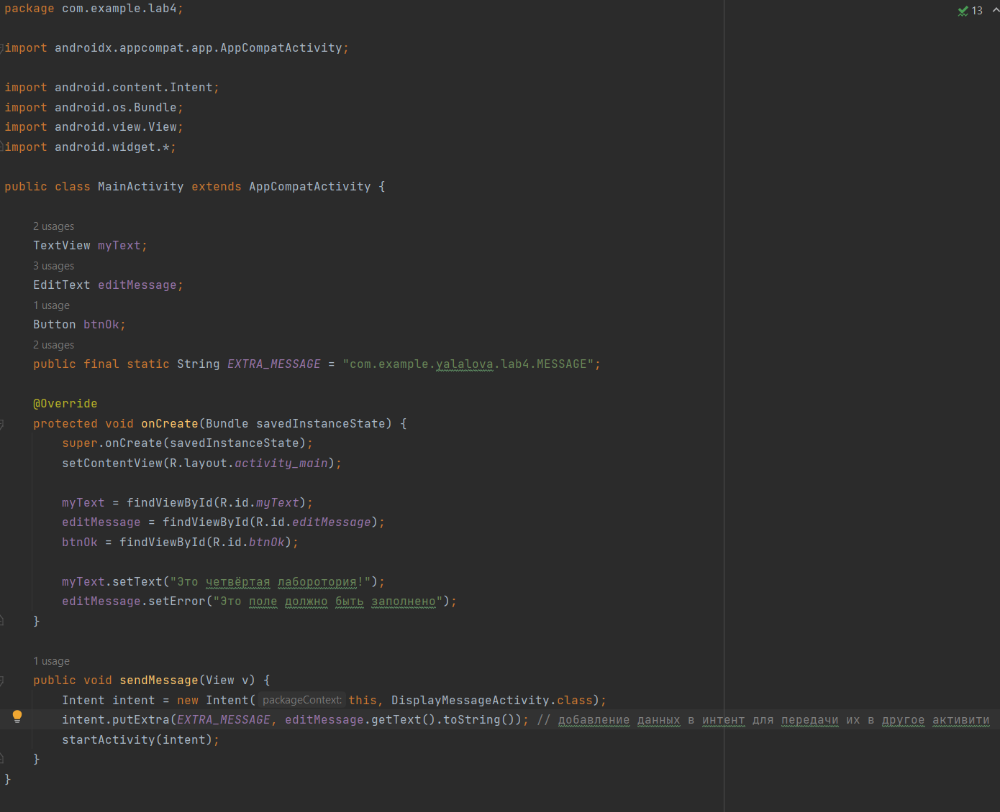 package com.example.lab4;
13
import androidx.appcompat.app.AppCompatActivity;
import android.content.Intent;
import android.os.Bundle;
import android.view.View;
import android.widget.*;
public class MainActivity extends AppCompatActivity {
2 usages
TextView myText;
3 usages
EditText editMessage;
1 usage
Button btnOk;
2 usages
public final static String EXTRA_MESSAGE = "com.example.yalalova.lab4.MESSAGE";
@Override
protected void onCreate(Bundle savedInstanceState) {
super.onCreate(savedInstanceState);
setContentView(R.layout.activity_main);
myText = findViewById(R.id.myText);
editMessage = findViewById(R.id.editMessage);
btnOk = findViewById(R.id.btnOk);
myText.setText("Это четвёртая лаборотория!");
editMessage.setError("Это поле должно быть заполнено");
}
1 usage
public void sendMessage(View v) {
Intent intent = new Intent( packageContext: this, DisplayMessageActivity.class);
intent.putExtra(EXTRA_MESSAGE, editMessage.getText().toString()); // добавление данных в интент для передачи их в другое активити
startActivity(intent);
}
}